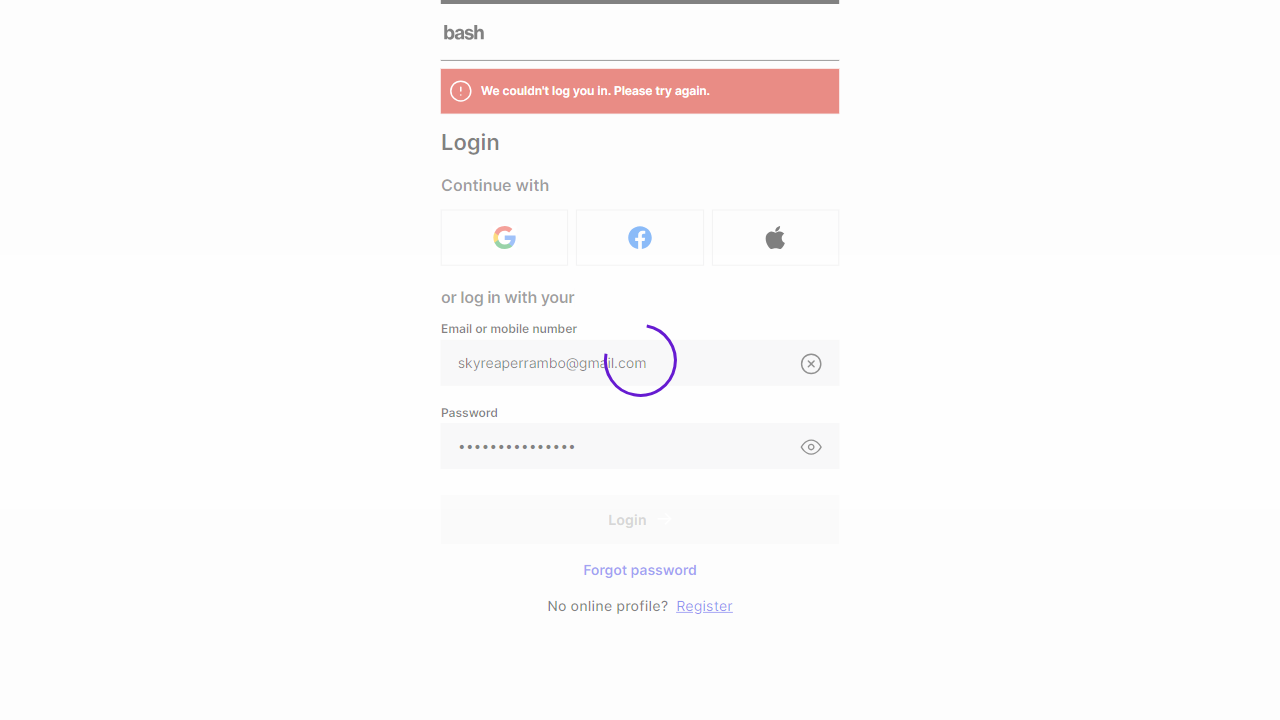 bash
We couldn't log you in. Please try again.
Login
Continue with
or log in with your
Email or mobile number
skyreaperrambo@gmail.com
Password
Login
Forgot password
No online profile? Register